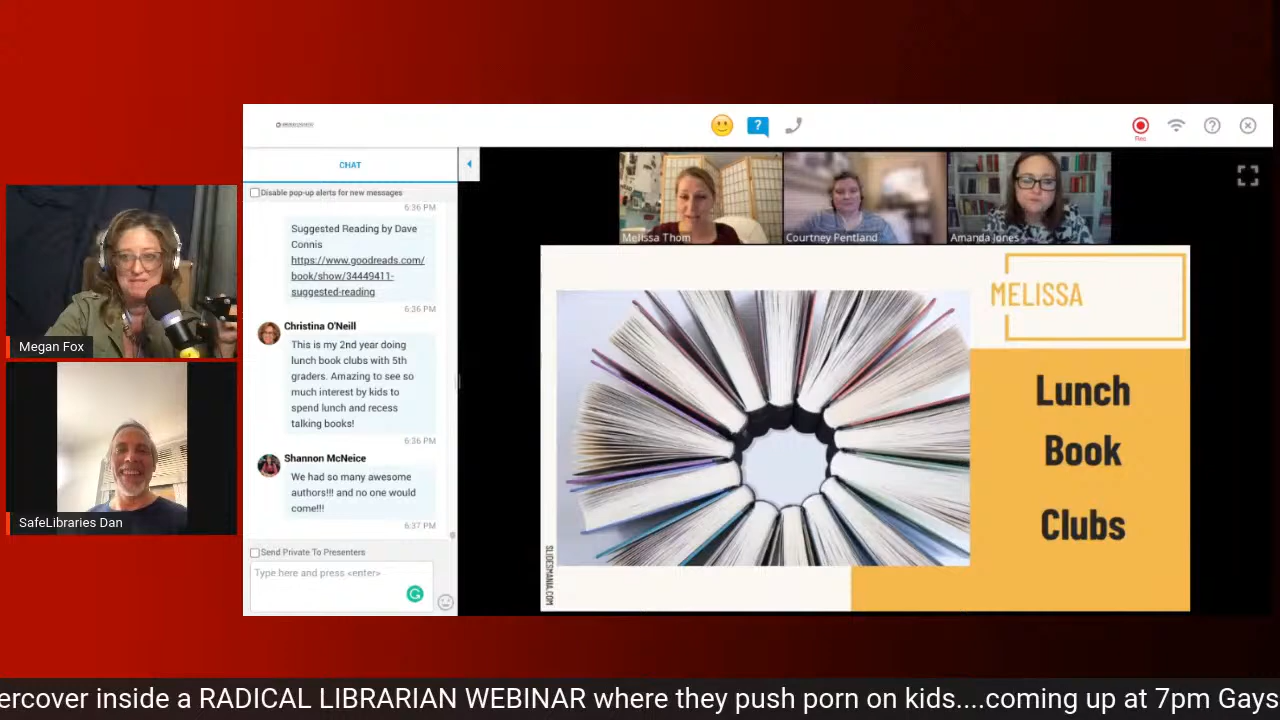 CHAT
Disable pop-up alerts for new messages
6:36 PM
Suggested Reading by Dave
Connis
https://www.goodreads.com/
book/show/34449411-
suggested-reading
6:36 PM
Christina O'Neill
This is my 2nd year doing
lunch book clubs with 5th
graders. Amazing to see so
much interest by kids to
spend lunch and recess
talking books!
6:36 PM
Shannon McNeice
We had so many awesome
authors!!! and no one would
come!!!
6:37 PM
Send Private To Presenters
Type here and press <enter>
Rec
Melissa Thom
Courtney Pentland
Amanda Jones
MELISSA
Lunch
Book
Clubs
SLIDESMANIA.COM
Megan Fox
SafeLibraries Dan
ercover inside a RADICAL LIBRARIAN WEBINAR where they push porn on kids....coming up at 7pm Gays